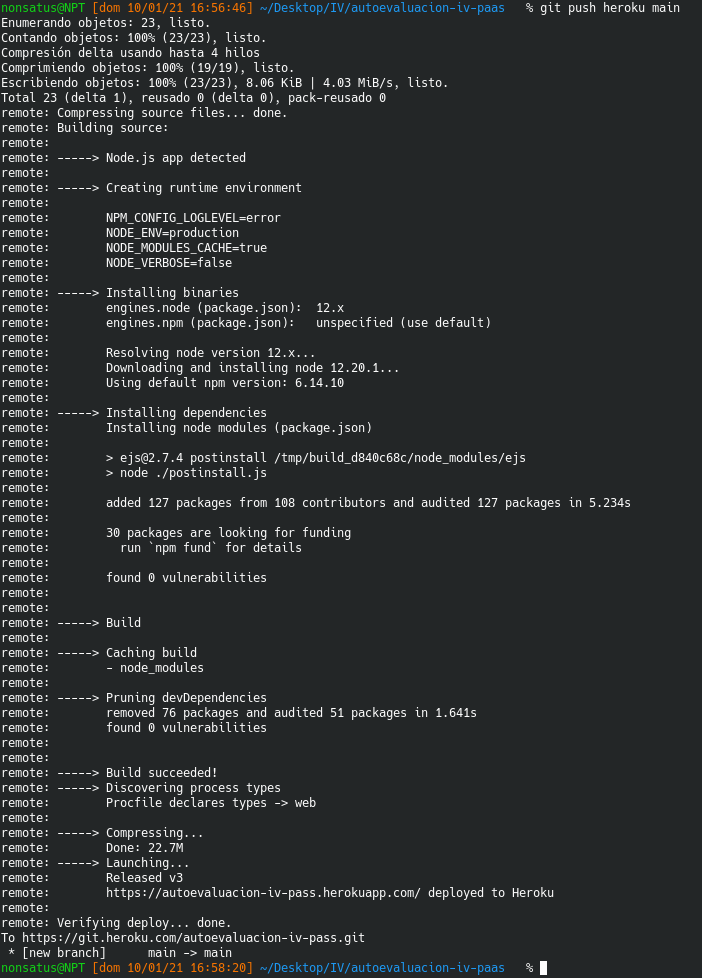 nonsatus@NPT [dom 10/01/21 16:56:46] ~/Desktop/IV/autoevaluacion-iv-paas   % git push heroku main
Enumerando objetos: 23, listo.
Contando objetos: 100% (23/23), listo.
Compresión delta usando hasta 4 hilos
Comprimiendo objetos: 100% (19/19), listo.
Escribiendo objetos: 100% (23/23), 8.06 KiB | 4.03 MiB/s, listo.
Total 23 (delta 1), reusado 0 (delta 0), pack-reusado 0
remote: Compressing source files... done.
remote: Building source:
remote:
remote: -----> Node.js app detected
remote:
remote: -----> Creating runtime environment
remote:
remote:        NPM_CONFIG_LOGLEVEL=error
remote:        NODE_ENV=production
remote:        NODE_MODULES_CACHE=true
remote:        NODE_VERBOSE=false
remote:
remote: -----> Installing binaries
remote:        engines.node (package.json):  12.x
remote:        engines.npm (package.json):   unspecified (use default)
remote:
remote:        Resolving node version 12.x...
remote:        Downloading and installing node 12.20.1...
remote:        Using default npm version: 6.14.10
remote:
remote: -----> Installing dependencies
remote:        Installing node modules (package.json)
remote:
remote:        > ejs@2.7.4 postinstall /tmp/build_d840c68c/node_modules/ejs
remote:        > node ./postinstall.js
remote:
remote:        added 127 packages from 108 contributors and audited 127 packages in 5.234s
remote:
remote:        30 packages are looking for funding
remote:          run `npm fund` for details
remote:
remote:        found 0 vulnerabilities
remote:
remote:
remote: -----> Build
remote:
remote: -----> Caching build
remote:        - node_modules
remote:
remote: -----> Pruning devDependencies
remote:        removed 76 packages and audited 51 packages in 1.641s
remote:        found 0 vulnerabilities
remote:
remote:
remote: -----> Build succeeded!
remote: -----> Discovering process types
remote:        Procfile declares types -> web
remote:
remote: -----> Compressing...
remote:        Done: 22.7M
remote: -----> Launching...
remote:        Released v3
remote:        https://autoevaluacion-iv-pass.herokuapp.com/ deployed to Heroku
remote:
remote: Verifying deploy... done.
To https://git.heroku.com/autoevaluacion-iv-pass.git
 * [new branch]      main -> main
nonsatus@NPT [dom 10/01/21 16:58:20] ~/Desktop/IV/autoevaluacion-iv-paas   %